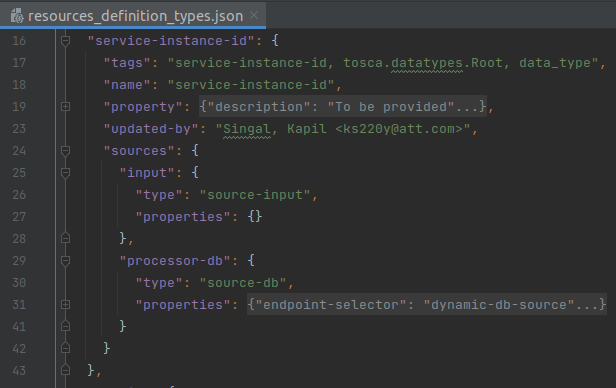 resources_definition_types.json
16 "service-instance-id": {
17 "tags": "service-instance-id, tosca.datatypes.Root, data_type",
18 "name": "service-instance-id",
19 "property": {"description": "To be provided"...},
23 "updated-by": "Singal, Kapil <ks220y@att.com>",
24 "sources": {
25 "input": {
26 "type": "source-input",
27 "properties": {}
28 },
29 "processor-db": {
30 "type": "source-db",
31 "properties": {"endpoint-selector": "dynamic-db-source"...}
41 }
42 }
43 },